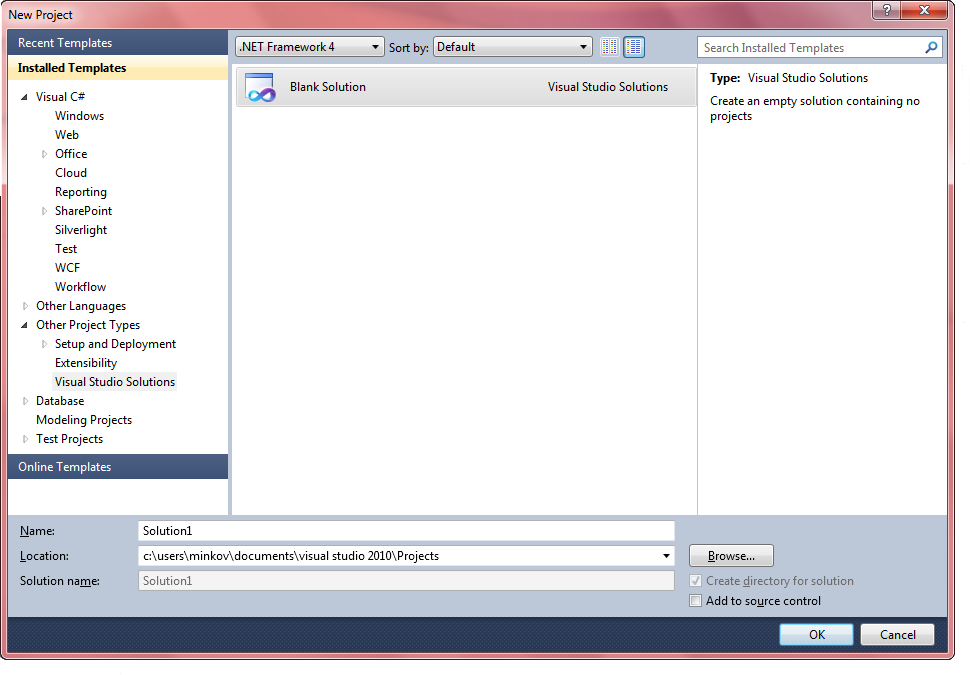 New Project
?
Recent Templates
Installed Templates
Visual C#
Windows
Web
Office
Cloud
Reporting
SharePoint
Silverlight
Test
WCF
Workflow
Other Languages
Other Project Types
Setup and Deployment
Extensibility
Visual Studio Solutions
Database
Modeling Projects
Test Projects
Online Templates
.NET Framework 4 Sort by: Default
Blank Solution Visual Studio Solutions
Search Installed Templates
Type: Visual Studio Solutions
Create an empty solution containing no
projects
Name: Solution1
Location: c:\users\minkov\documents\visual studio 2010\Projects Browse...
Solution name: Solution1 Create directory for solution
Add to source control
OK Cancel